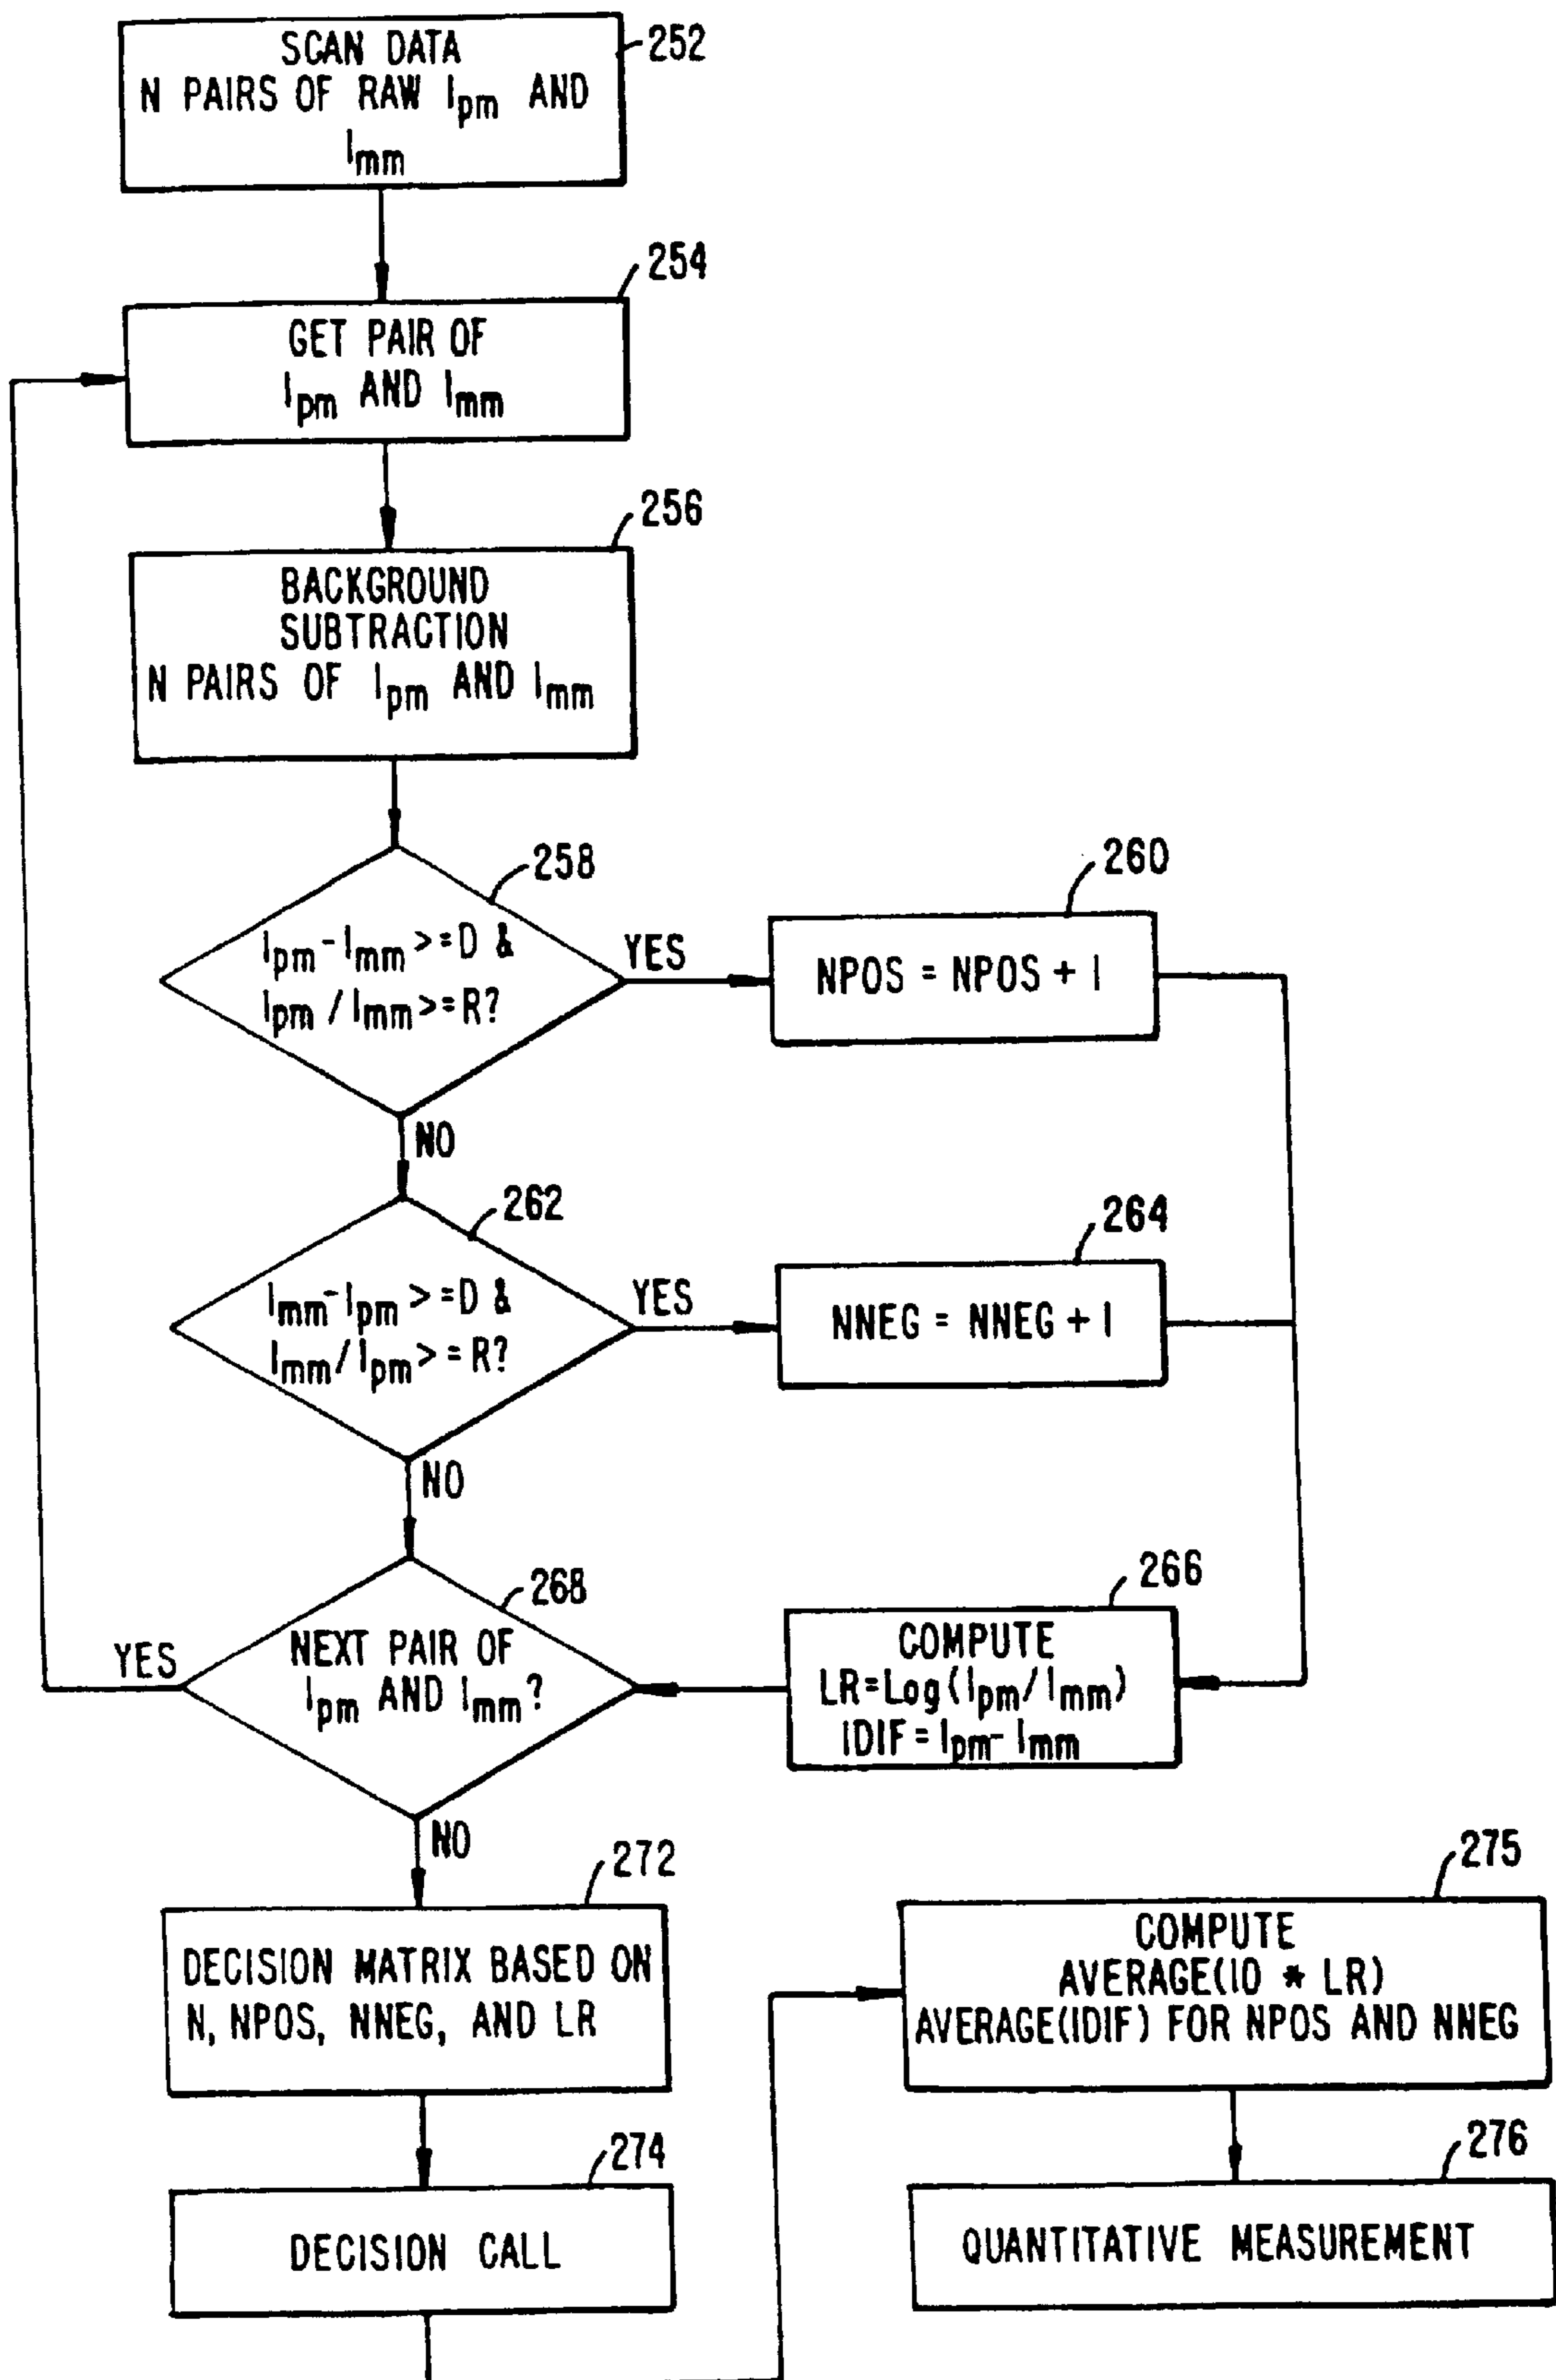 SCAN DATA
N PAIRS OF RAW Ipm AND
Imm
252
GET PAIR OF
Ipm AND Imm
254
BACKGROUND
SUBTRACTION
N PAIRS OF Ipm AND Imm
256
Ipm-Imm >=D &
Ipm / Imm >=R?
258
YES
NPOS = NPOS + 1
260
NO
Imm-Ipm >=D &
Imm/Ipm >=R?
262
YES
NNEG = NNEG + 1
264
NO
NEXT PAIR OF
Ipm AND Imm?
268
YES
COMPUTE
LR=Log(Ipm/Imm)
IDIF=Ipm-Imm
266
NO
DECISION MATRIX BASED ON
N, NPOS, NNEG, AND LR
272
DECISION CALL
274
COMPUTE
AVERAGE(10 * LR)
AVERAGE(IDIF) FOR NPOS AND NNEG
275
QUANTITATIVE MEASUREMENT
276